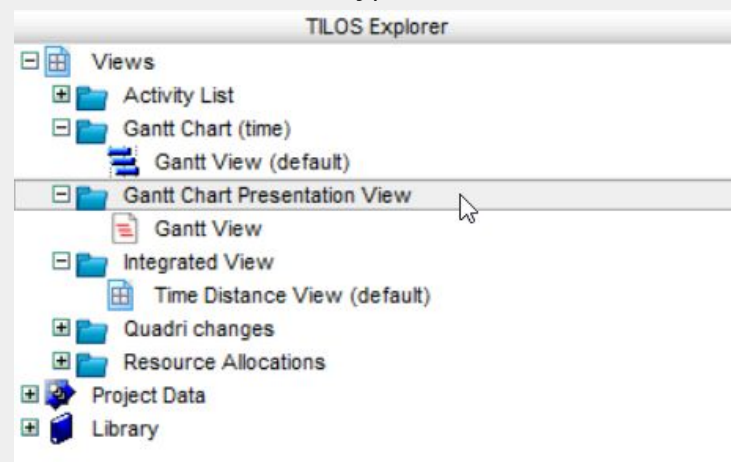 TILOS Explorer
Views
Activity List
Gantt Chart (time)
Gantt View (default)
Gantt Chart Presentation View
Gantt View
Integrated View
Time Distance View (default)
Quadri changes
Resource Allocations
Project Data
Library